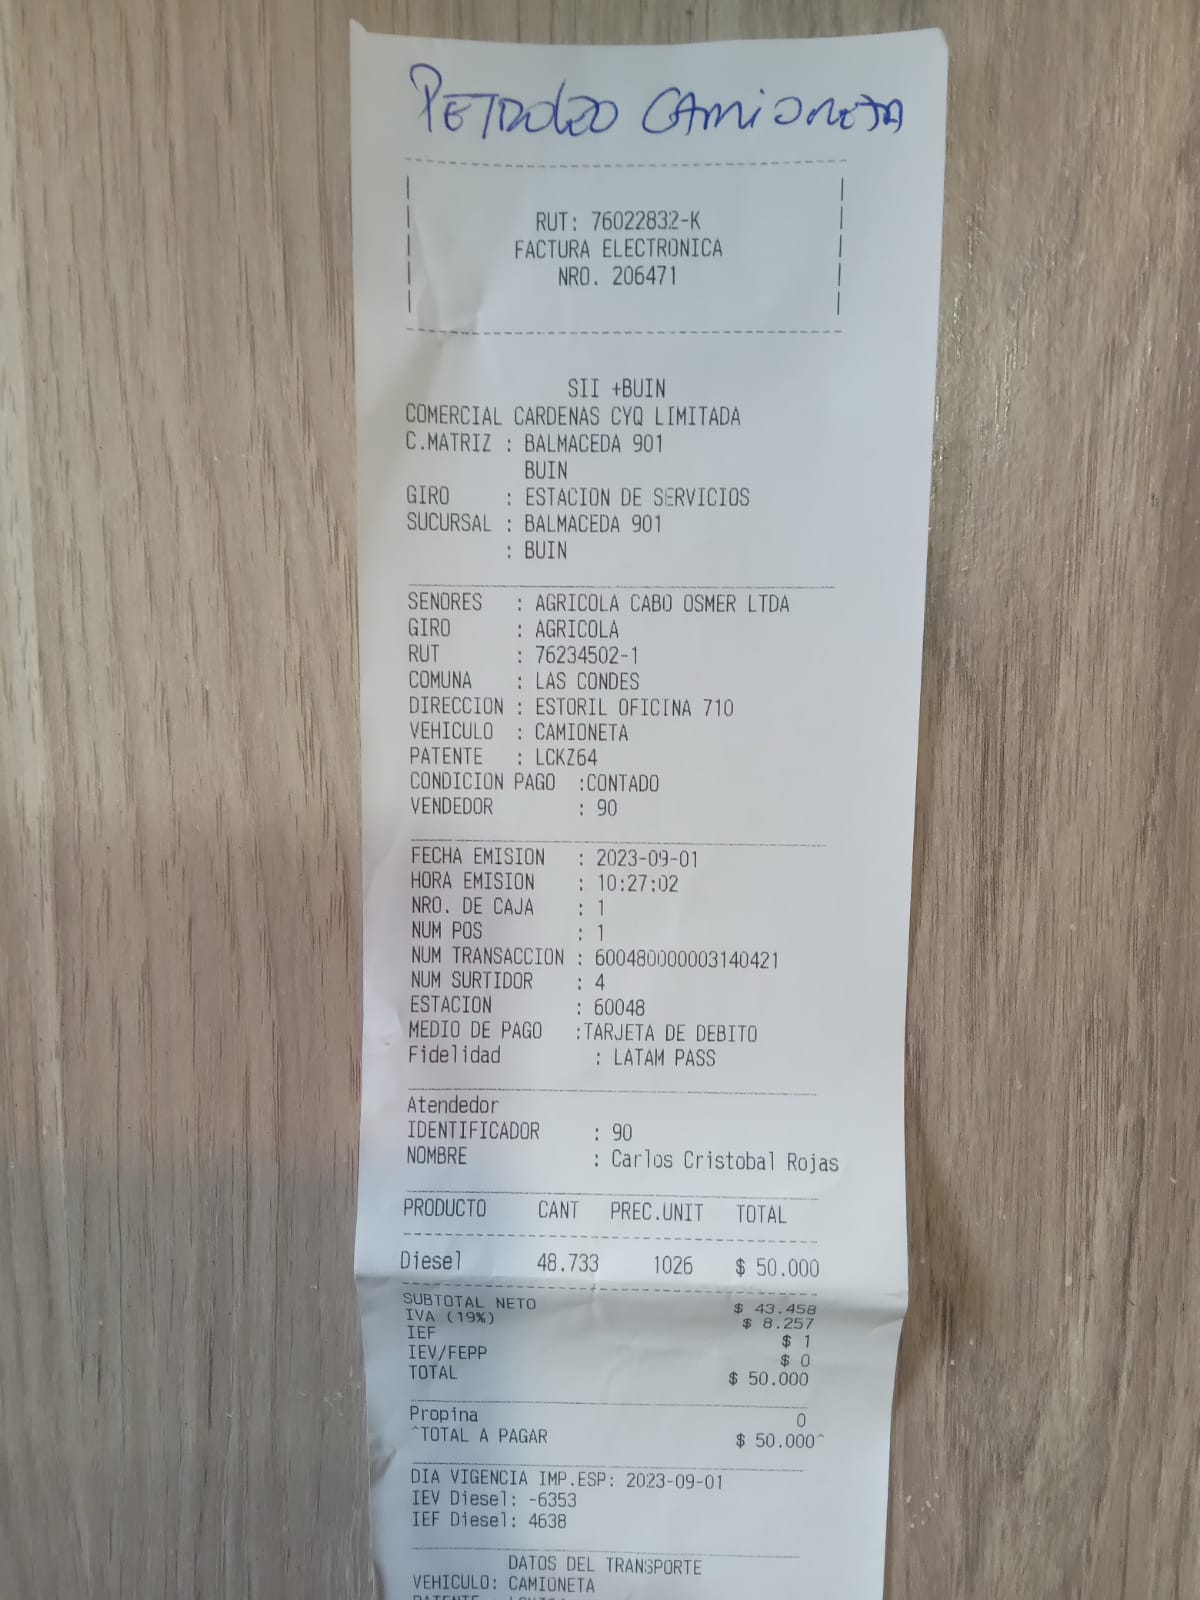 PETROLEO CAMIONETA
RUT: 76022832-K
FACTURA ELECTRONICA
NRO. 206471
SII +BUIN
COMERCIAL CARDENAS CYQ LIMITADA
C.MATRIZ : BALMACEDA 901
BUIN
GIRO : ESTACION DE SERVICIOS
SUCURSAL : BALMACEDA 901
: BUIN
SENORES : AGRICOLA CABO OSMER LTDA
GIRO : AGRICOLA
RUT : 76234502-1
COMUNA : LAS CONDES
DIRECCION : ESTORIL OFICINA 710
VEHICULO : CAMIONETA
PATENTE : LCKZ64
CONDICION PAGO :CONTADO
VENDEDOR : 90
FECHA EMISION : 2023-09-01
HORA EMISION : 10:27:02
NRO. DE CAJA : 1
NUM POS : 1
NUM TRANSACCION : 600480000003140421
NUM SURTIDOR : 4
ESTACION : 60048
MEDIO DE PAGO :TARJETA DE DEBITO
Fidelidad : LATAM PASS
Atendedor
IDENTIFICADOR : 90
NOMBRE : Carlos Cristobal Rojas
PRODUCTO CANT PREC.UNIT TOTAL
Diesel 48.733 1026 $ 50.000
SUBTOTAL NETO $ 43.458
IVA (19%) $ 8.257
IEF $ 1
IEV/FEPP $ 0
TOTAL $ 50.000
Propina 0
^TOTAL A PAGAR $ 50.000^
DIA VIGENCIA IMP.ESP: 2023-09-01
IEV Diesel: -6353
IEF Diesel: 4638
DATOS DEL TRANSPORTE
VEHICULO: CAMIONETA